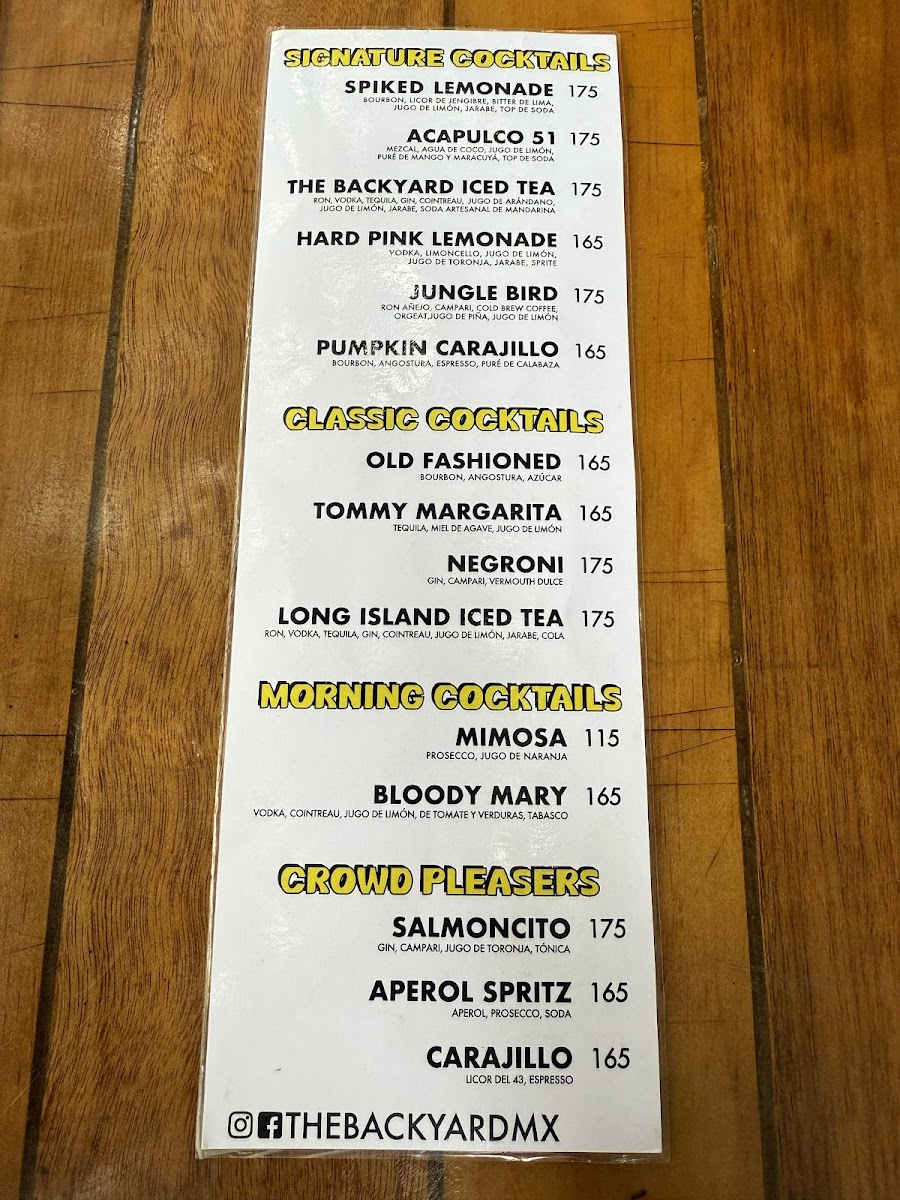 SIGNATURE COCKTAILS
SPIKED LEMONADE 175
BOURBON, LICOR DE JENGIBRE, BITTER DE LIMA,
JUGO DE LIMÓN, JARABE, TOP DE SODA
ACAPULCO 51 175
MEZCAL, AGUA DE COCO, JUGO DE LIMÓN,
PURÉ DE MANGO Y MARACUYÁ, TOP DE SODA
THE BACKYARD ICED TEA 175
RON, VODKA, TEQUILA, GIN, COINTREAU, JUGO DE ARÁNDANO,
JUGO DE LIMÓN, JARABE, SODA ARTESANAL DE MANDARINA
HARD PINK LEMONADE 165
VODKA, LIMONCELLO, JUGO DE LIMÓN,
JUGO DE TORONJA, JARABE, SPRITE
JUNGLE BIRD 175
RON AÑEJO, CAMPARI, COLD BREW COFFEE,
ORGEAT,JUGO DE PIÑA, JUGO DE LIMÓN
PUMPKIN CARAJILLO 165
BOURBON, ANGOSTURA, ESPRESSO, PURÉ DE CALABAZA
CLASSIC COCKTAILS
OLD FASHIONED 165
BOURBON, ANGOSTURA, AZÚCAR
TOMMY MARGARITA 165
TEQUILA, MIEL DE AGAVE, JUGO DE LIMÓN
NEGRONI 175
GIN, CAMPARI, VERMOUTH DULCE
LONG ISLAND ICED TEA 175
RON, VODKA, TEQUILA, GIN, COINTREAU, JUGO DE LIMÓN, JARABE, COLA
MORNING COCKTAILS
MIMOSA 115
PROSECCO, JUGO DE NARANJA
BLOODY MARY 165
VODKA, COINTREAU, JUGO DE LIMÓN, DE TOMATE Y VERDURAS, TABASCO
CROWD PLEASERS
SALMONCITO 175
GIN, CAMPARI, JUGO DE TORONJA, TÓNICA
APEROL SPRITZ 165
APEROL, PROSECCO, SODA
CARAJILLO 165
LICOR DEL 43, ESPRESSO
THEBACKYARDMX